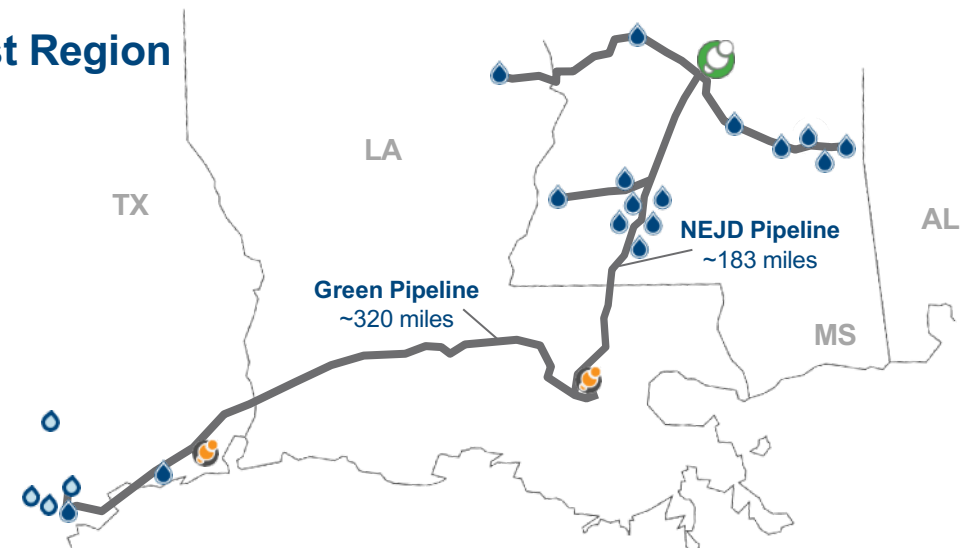 st Region
LA
TX
AL
NEJD Pipeline
~183 miles
Green Pipeline
~320 miles
MS